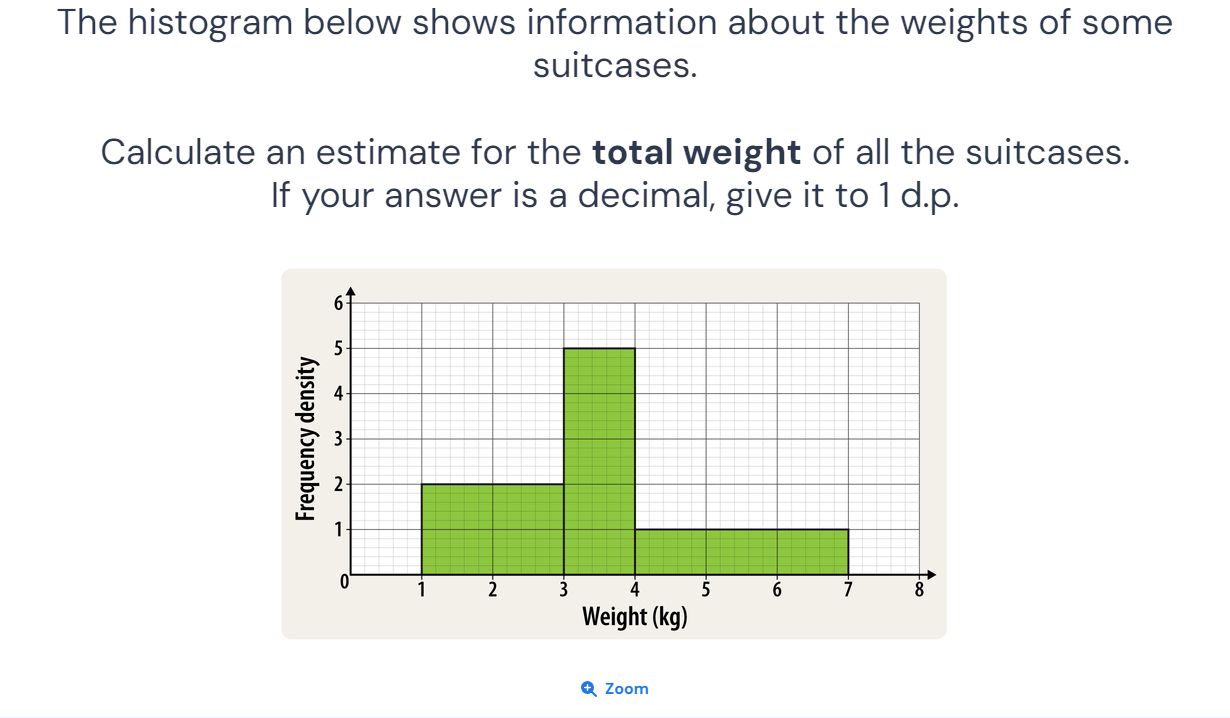 The histogram below shows information about the weights of some
suitcases.
Calculate an estimate for the total weight of all the suitcases.
If your answer is a decimal, give it to 1 d.p.
6
5
4
3
2
1
0
Frequency density
1 2 3 4 5 6 7 8
Weight (kg)
Zoom